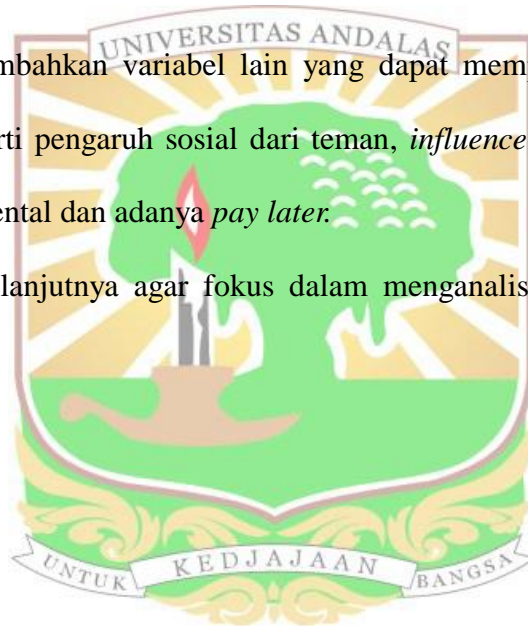 UNIVERSITAS ANDALAS
mbahkan variabel lain yang dapat memp
rti pengaruh sosial dari teman, influence
ental dan adanya pay later.
lanjutnya agar fokus dalam menganalis
UNTUK KEDJAJAAN BANGSA